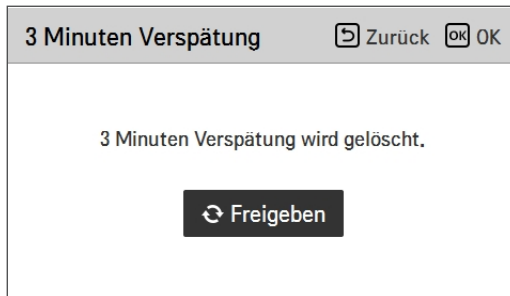 3 Minuten Verspätung Zurück OK OK
3 Minuten Verspätung wird gelöscht.
Freigeben